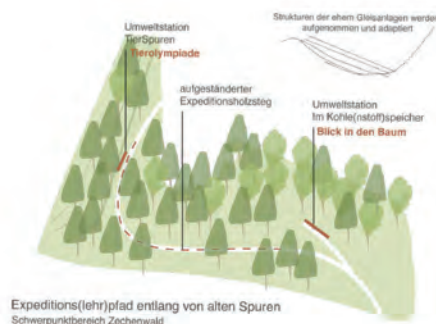 Umweltstation
TierSpuren
Tierolympiade
Strukturen der ehem Gleisanlagen werden
aufgenommen und adaptiert
aufgeständerter
Expeditionsholzsteg
Umweltstation
Im Kohle(nstoff)speicher
Blick in den Baum
Expeditions(lehr)pfad entlang von alten Spuren
Schwerpunktbereich Zechenwald